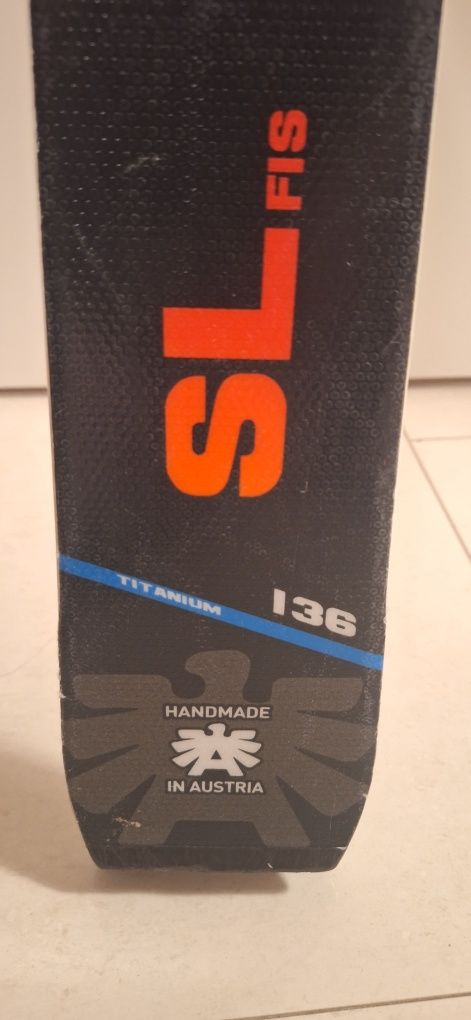 SL FIS
TITANIUM 136
HANDMADE
A
IN AUSTRIA